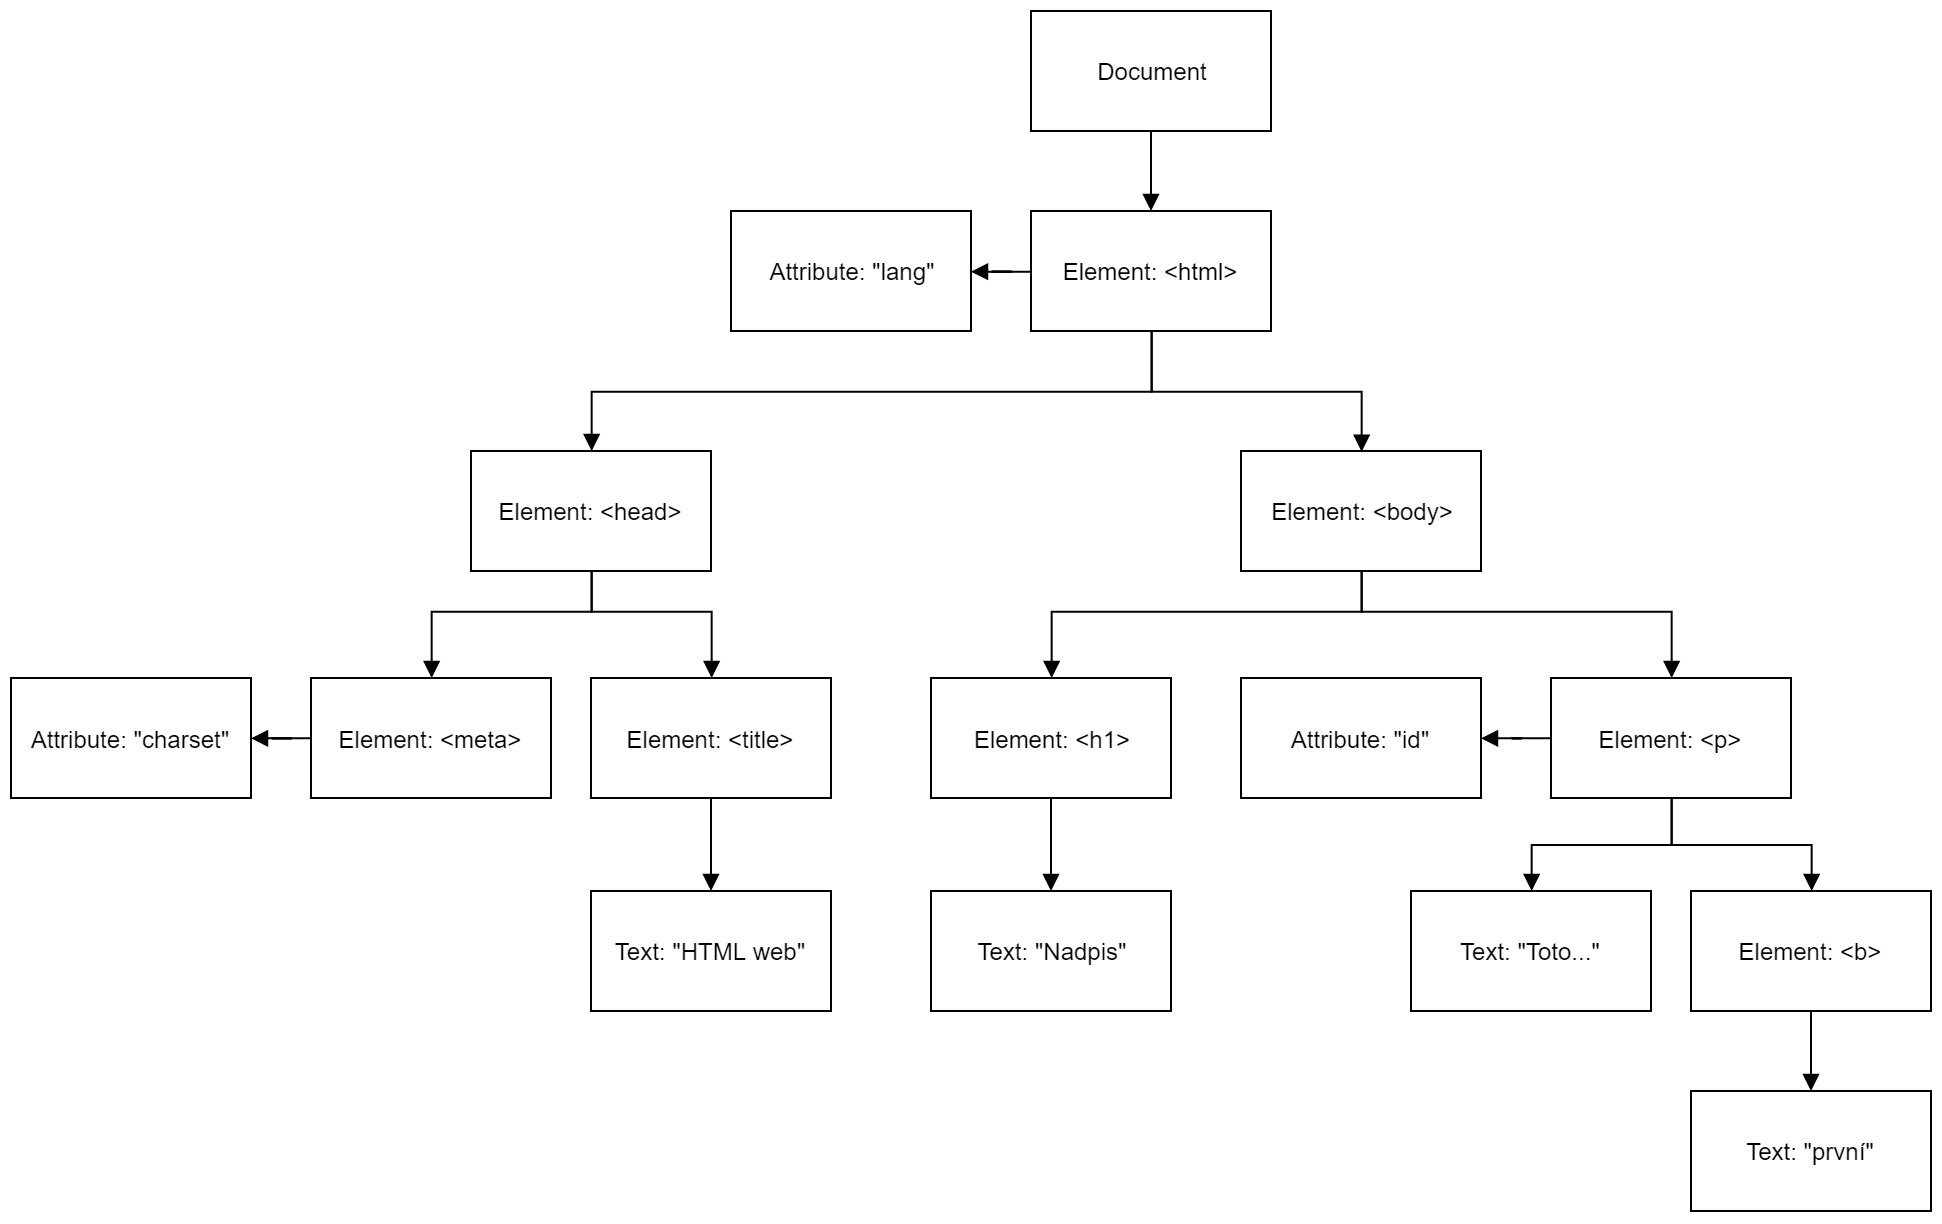 Document
Attribute: "lang"
Element: <html>
Element: <head>
Element: <body>
Attribute: "charset"
Element: <meta>
Element: <title>
Element: <h1>
Attribute: "id"
Element: <p>
Text: "HTML web"
Text: "Nadpis"
Text: "Toto..."
Element: <b>
Text: "první"